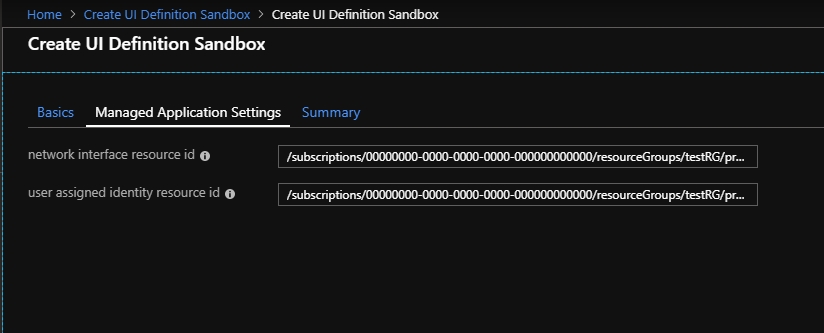 Home > Create UI Definition Sandbox > Create UI Definition Sandbox
Create UI Definition Sandbox
Basics Managed Application Settings Summary
network interface resource id /subscriptions/00000000-0000-0000-0000-000000000000/resourceGroups/testRG/pr...
user assigned identity resource id /subscriptions/00000000-0000-0000-0000-000000000000/resourceGroups/testRG/pr...